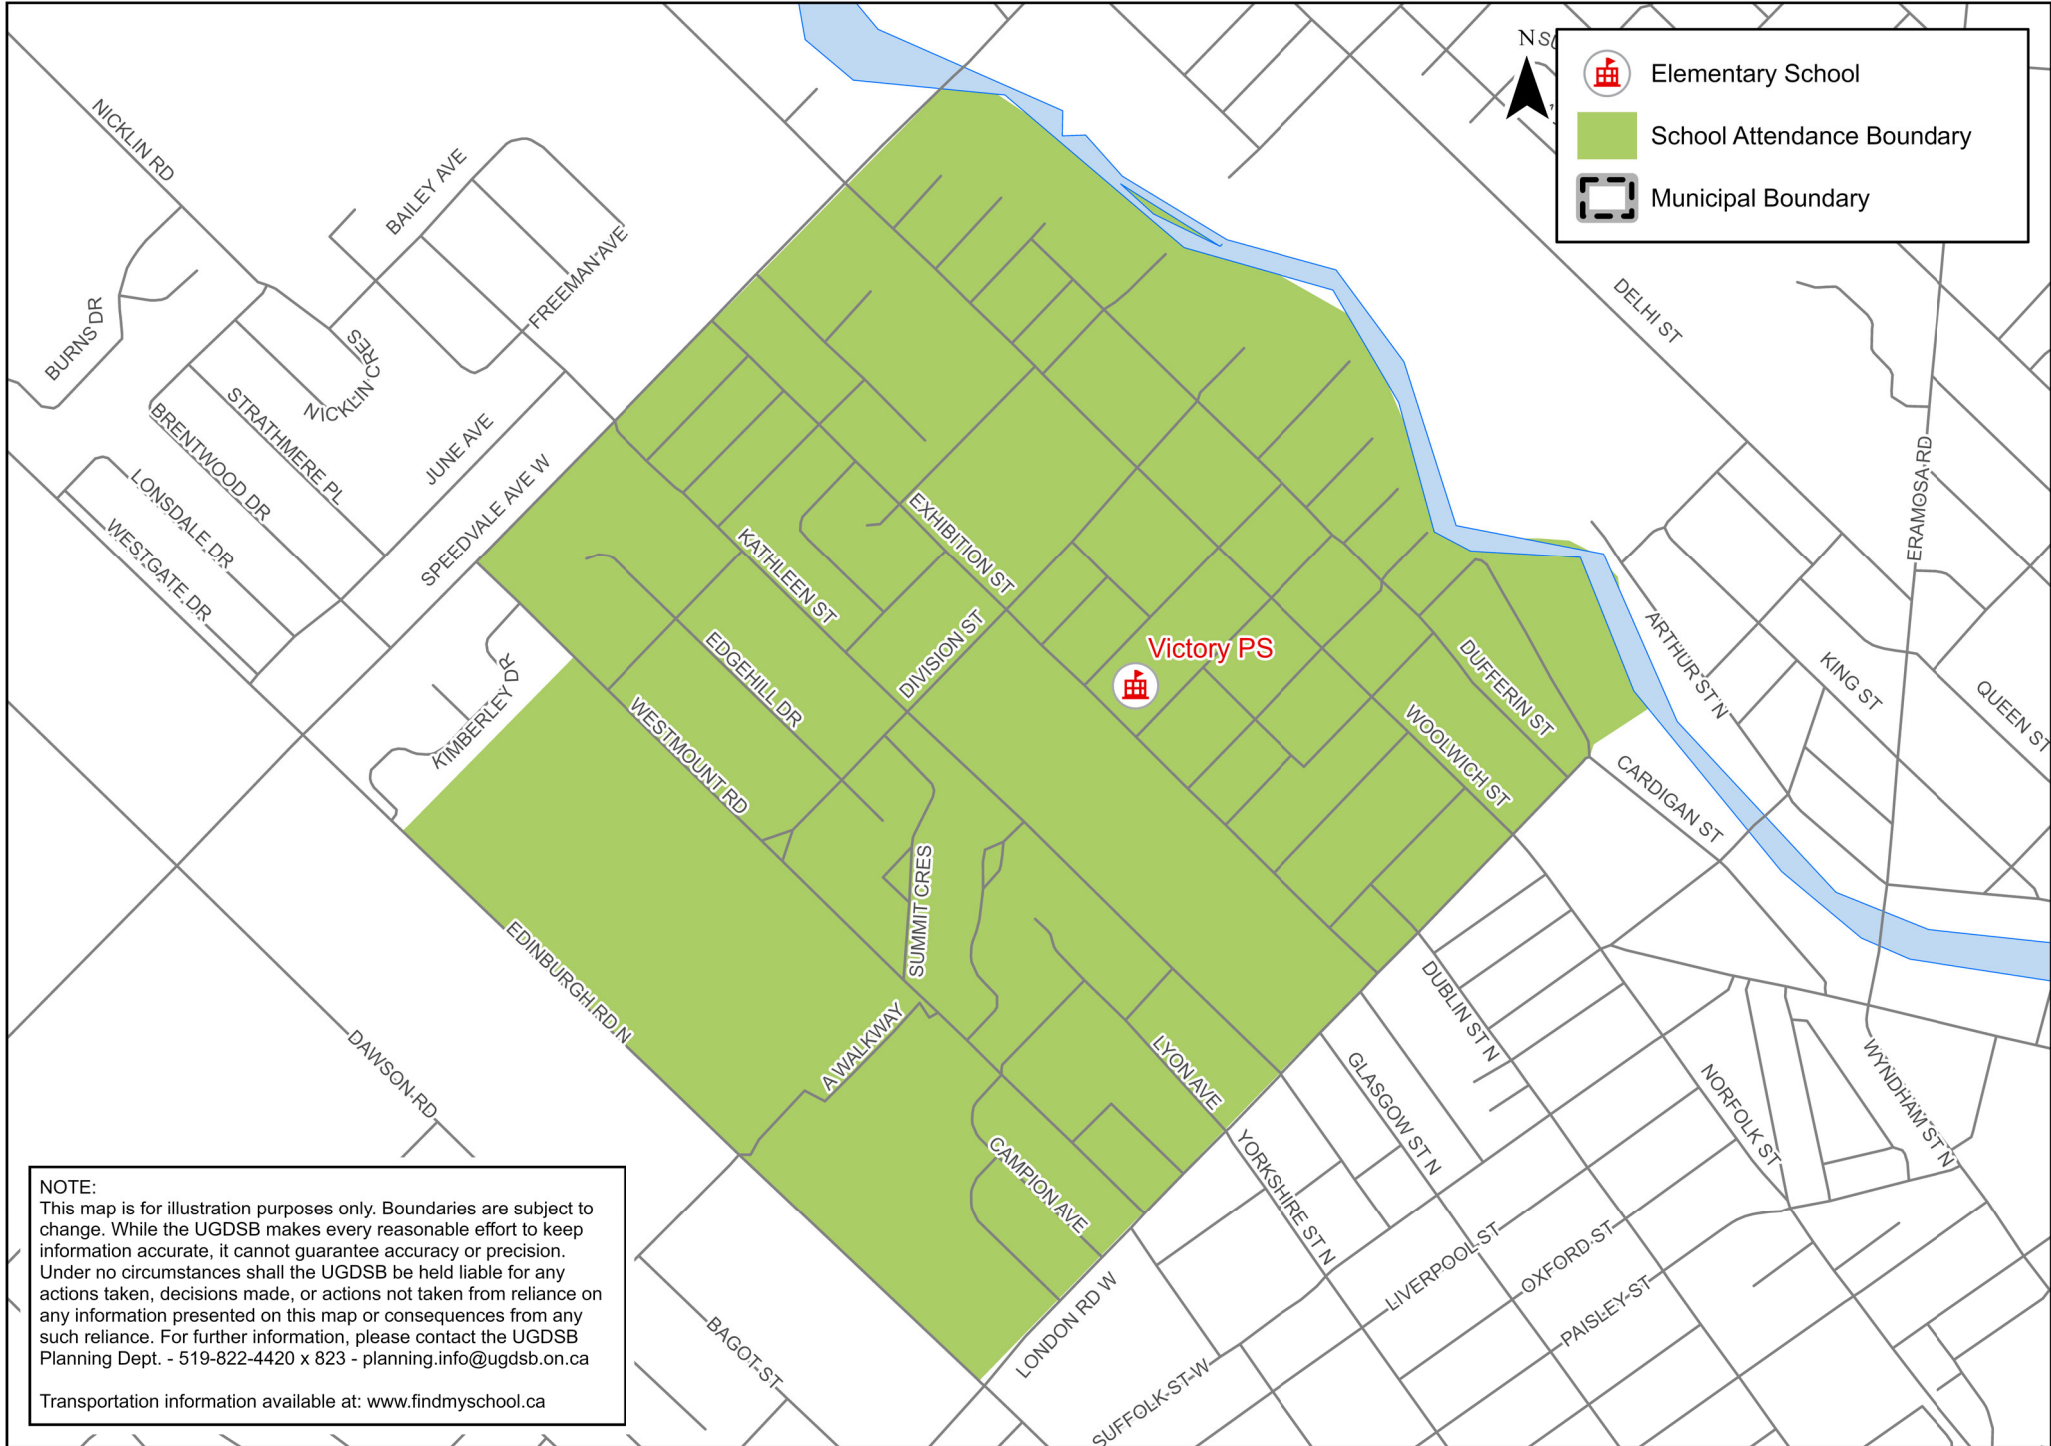 N
Elementary School
School Attendance Boundary
Municipal Boundary
NICKLIN RD
BAILEY AVE
FREEMAN AVE
BURNS DR
NICKLIN CRES
STRATHMERE PL
BRENTWOOD DR
JUNE AVE
LONSDALE DR
WESTGATE DR
SPEEDVALE AVE W
DELHI ST
ERAMOSA RD
EXHIBITION ST
KATHLEEN ST
DIVISION ST
EDGEHILL DR
KIMBERLEY DR
WESTMOUNT RD
Victory PS
DUFFERIN ST
WOOLWICH ST
ARTHUR ST N
KING ST
QUEEN ST
CARDIGAN ST
SUMMIT CRES
EDINBURGH RD N
A WALKWAY
DAWSON RD
LYON AVE
CAMPION AVE
DUBLIN ST N
GLASGOW ST N
NORFOLK ST
WYNDHAM ST N
YORKSHIRE ST N
LIVERPOOL ST
OXFORD ST
PAISLEY ST
LONDON RD W
SUFFOLK ST W
BAGOT ST
NOTE:
This map is for illustration purposes only. Boundaries are subject to
change. While the UGDSB makes every reasonable effort to keep
information accurate, it cannot guarantee accuracy or precision.
Under no circumstances shall the UGDSB be held liable for any
actions taken, decisions made, or actions not taken from reliance on
any information presented on this map or consequences from any
such reliance. For further information, please contact the UGDSB
Planning Dept. - 519-822-4420 x 823 - planning.info@ugdsb.on.ca
Transportation information available at: www.findmyschool.ca